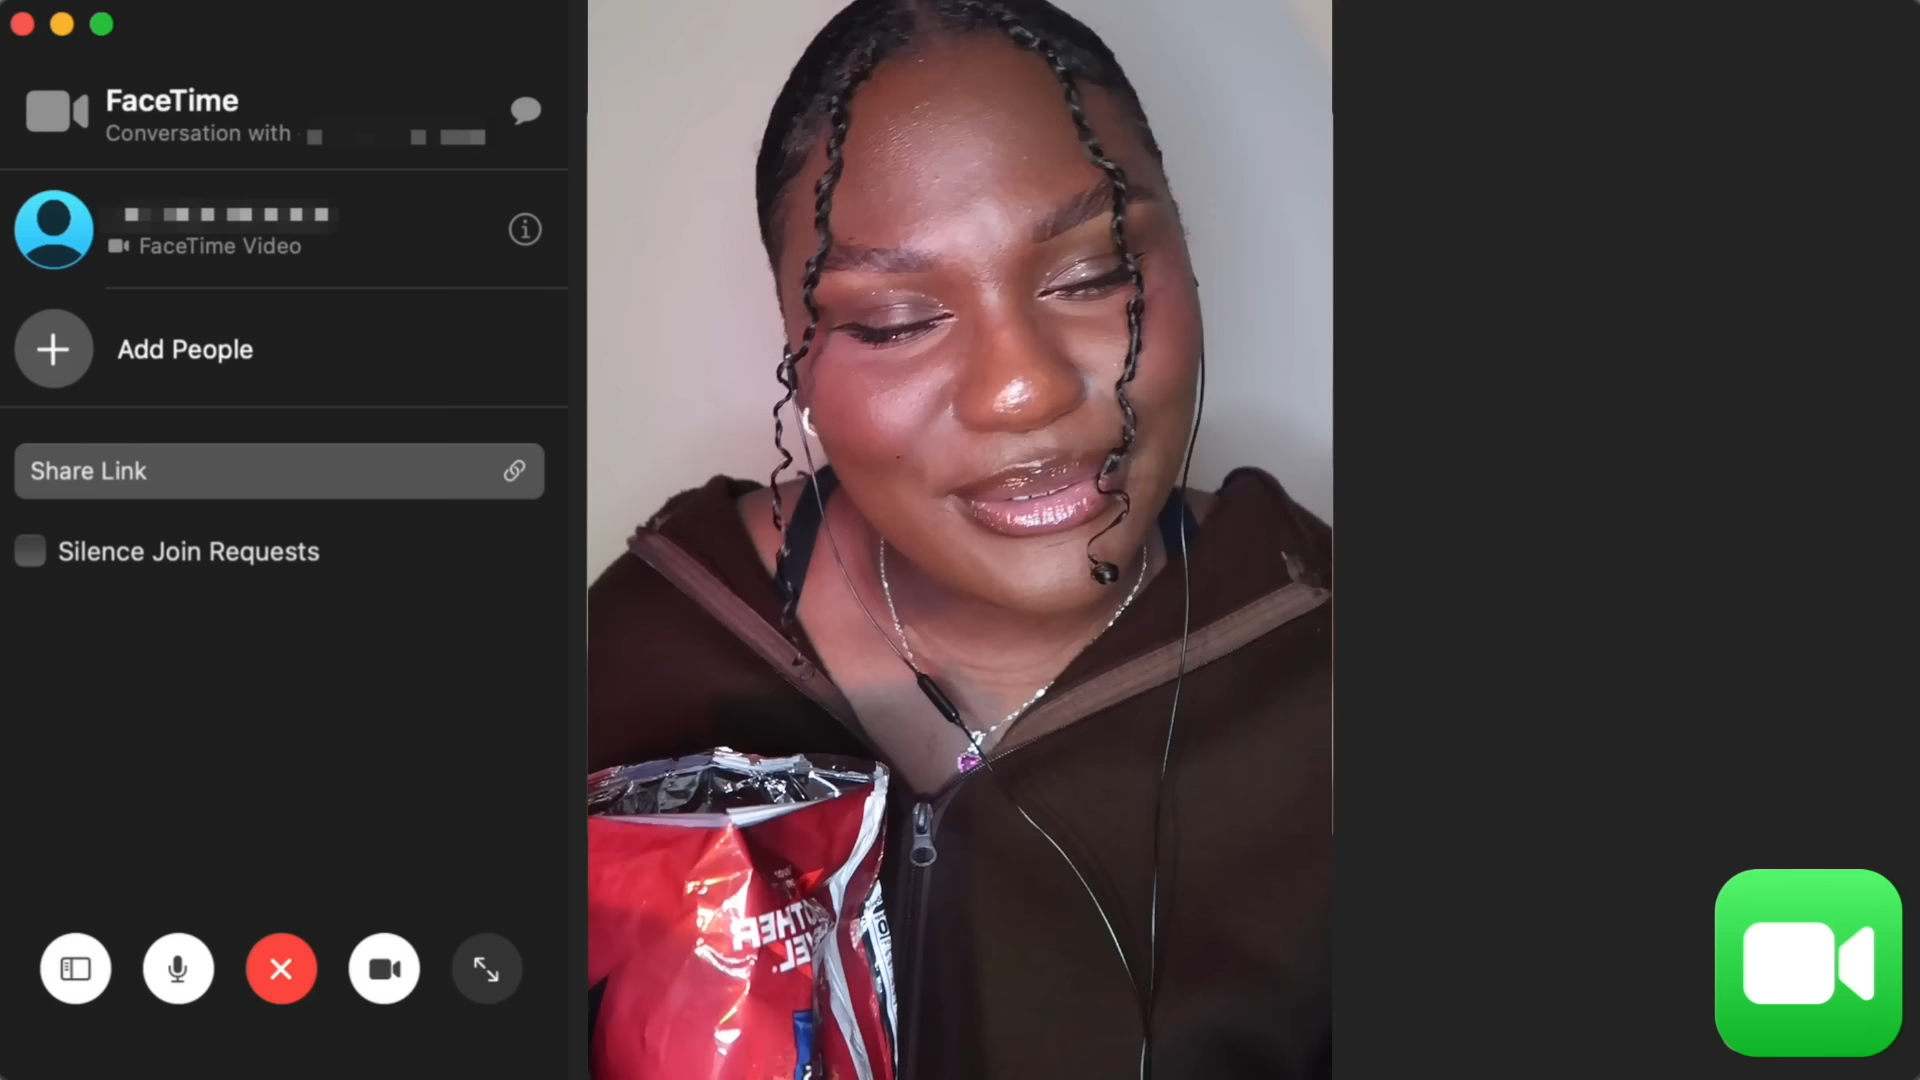 FaceTime
Conversation with
FaceTime Video
Add People
Share Link
Silence Join Requests